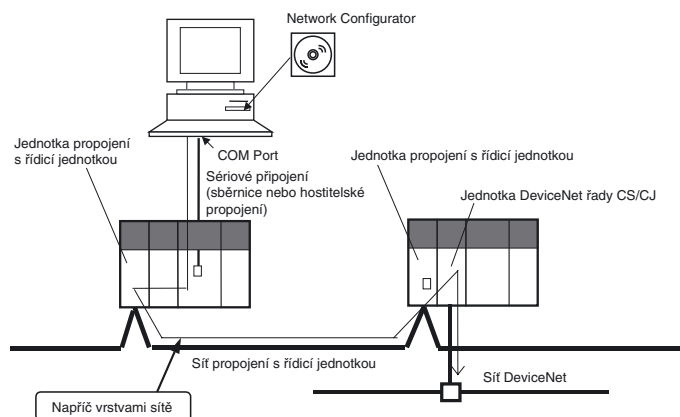 Network Configurator
Jednotka propojení
s řídicí jednotkou
COM Port
Sériové připojení
(sběrnice nebo hostitelské
propojení)
Jednotka propojení s řídicí jednotkou
Jednotka DeviceNet řady CS/CJ
Síť propojení s řídicí jednotkou
Síť DeviceNet
Napříč vrstvami sítě